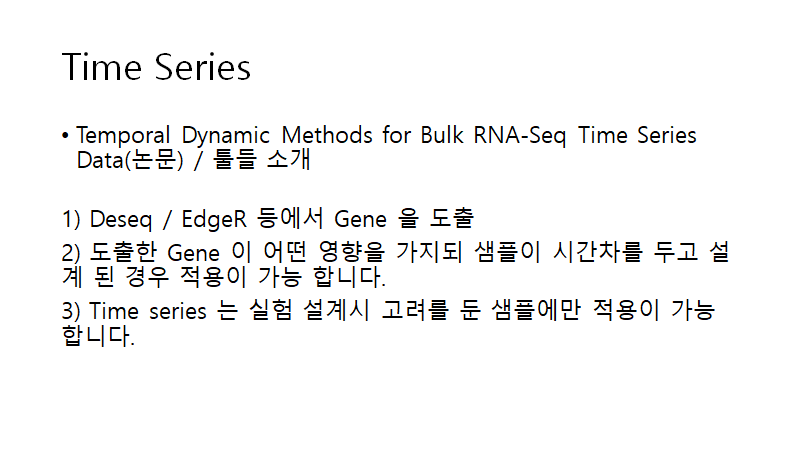 Time Series
• Temporal Dynamic Methods for Bulk RNA-Seq Time Series
Data(논문) / 툴들 소개
1) Deseq / EdgeR 등에서 Gene 을 도출
2) 도출한 Gene 이 어떤 영향을 가지되 샘플이 시간차를 두고 설
계 된 경우 적용이 가능 합니다.
3) Time series 는 실험 설계시 고려를 둔 샘플에만 적용이 가능
합니다.